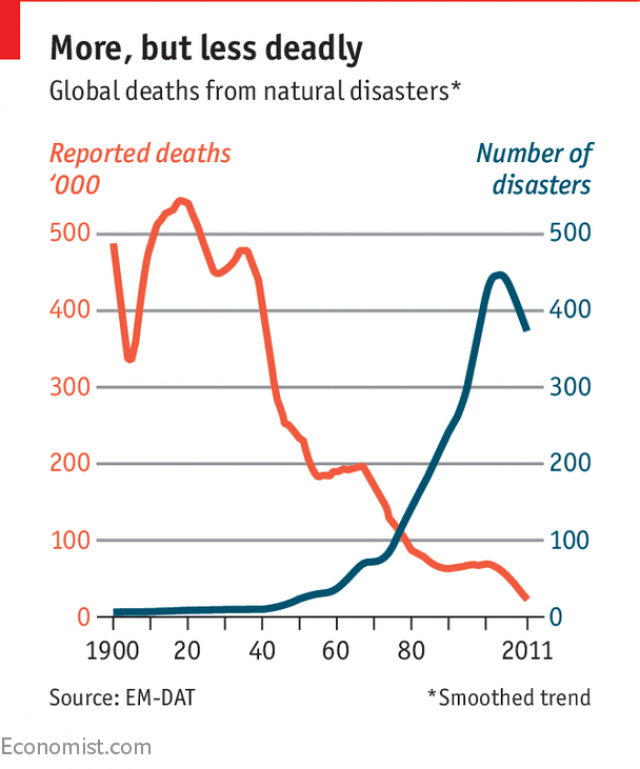 More, but less deadly
Global deaths from natural disasters*
Reported deaths
‘000
Number of
disasters
500
400
300
200
100
0
500
400
300
200
100
0
1900 20 40 60 80 2011
Source: EM-DAT
*Smoothed trend
Economist.com